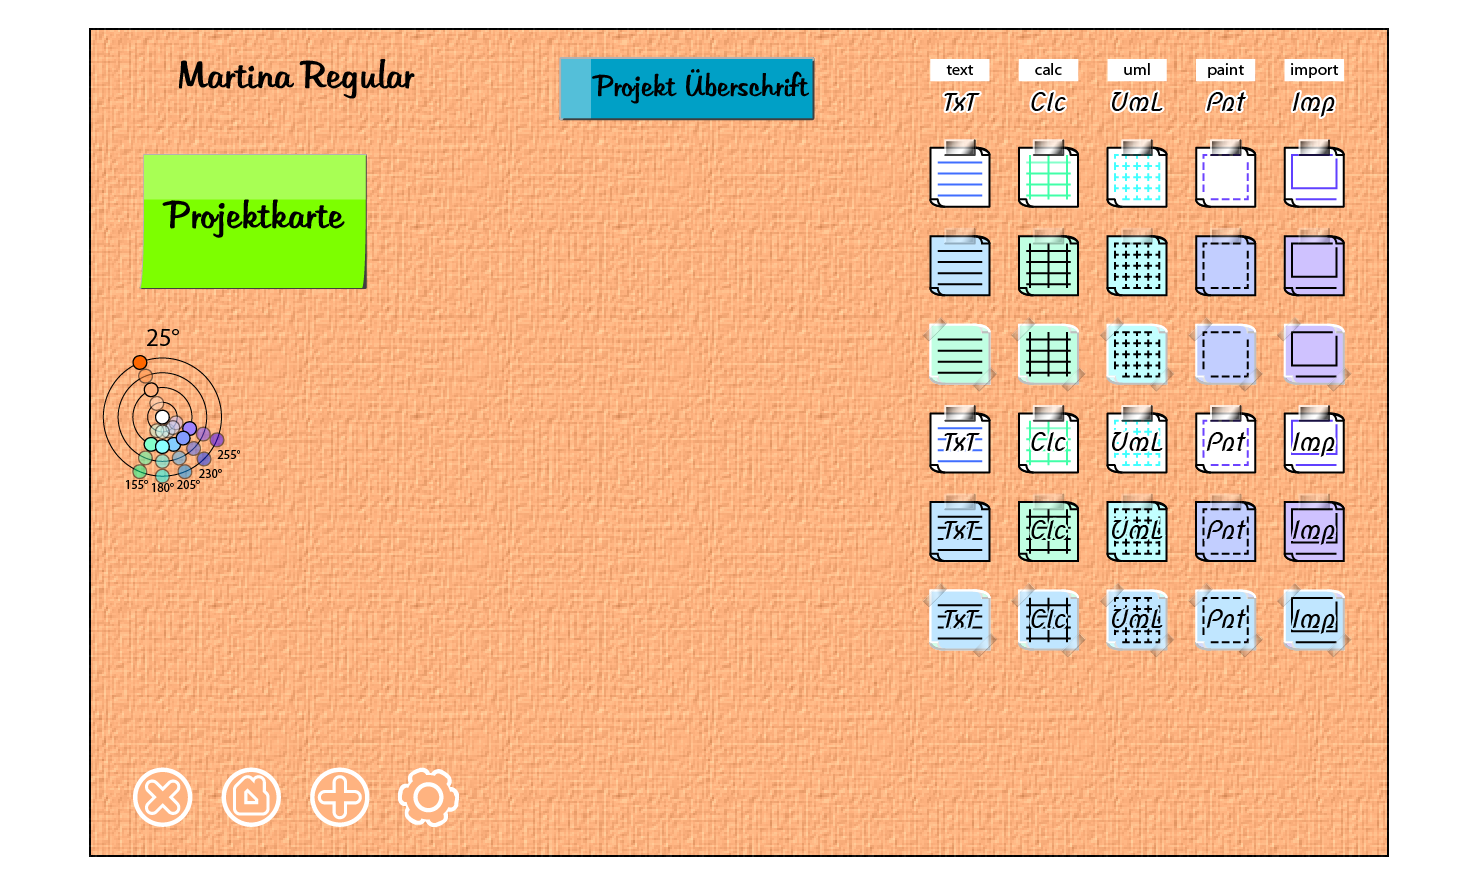 Martina Regular
Projekt Überschrift
text calc uml paint import
TxT Clc UmL Pnt Imp
Projektkarte
25°
TxT Clc UmL Pnt Imp
255°
230°
155° 180° 205°
TxT Clc UmL Pnt Imp
TxT Clc UmL Pnt Imp